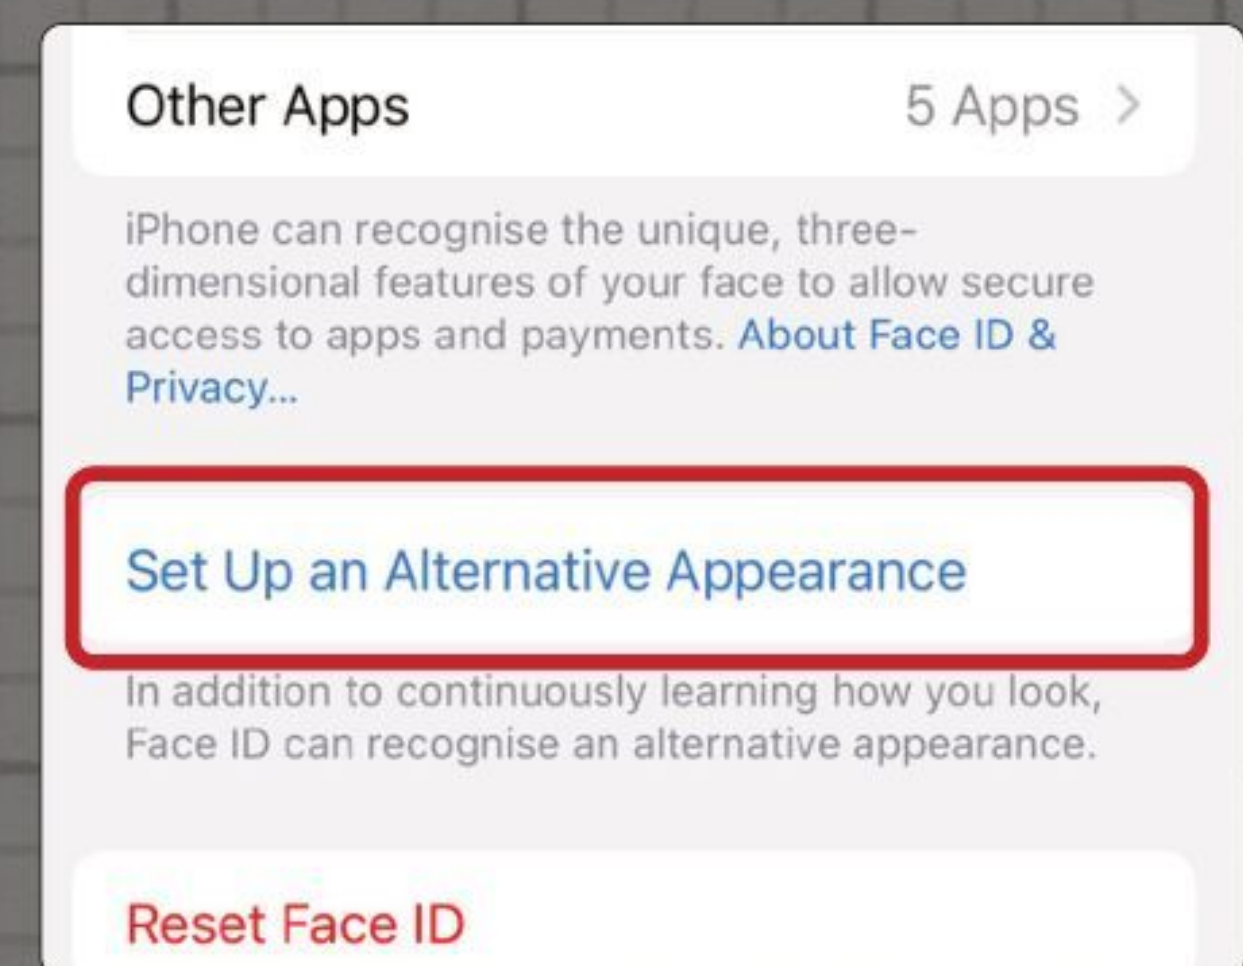 Other Apps 5 Apps >
iPhone can recognise the unique, three-
dimensional features of your face to allow secure
access to apps and payments. About Face ID &
Privacy...
Set Up an Alternative Appearance
In addition to continuously learning how you look,
Face ID can recognise an alternative appearance.
Reset Face ID